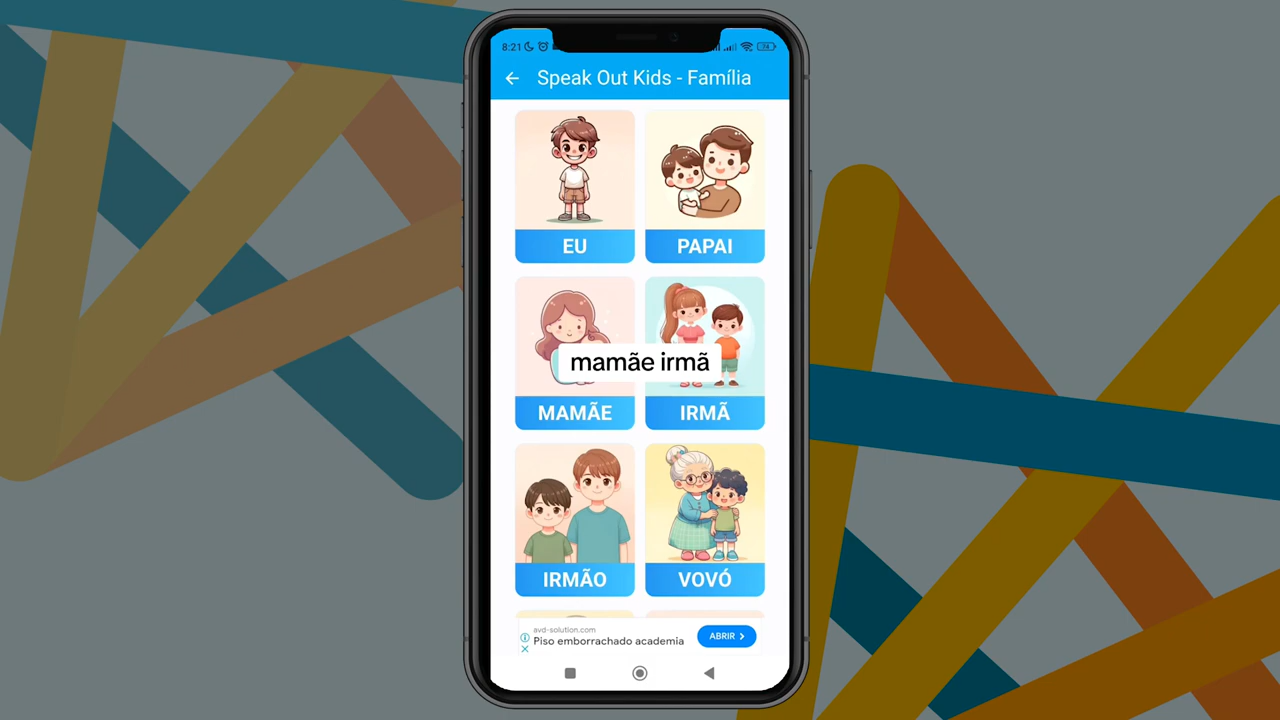 8:21
Speak Out Kids - Família
EU
PAPAI
mamãe irmã
MAMÃE
IRMÃ
IRMÃO
VOVÓ
avd-solution.com
Piso emborrachado academia
ABRIR